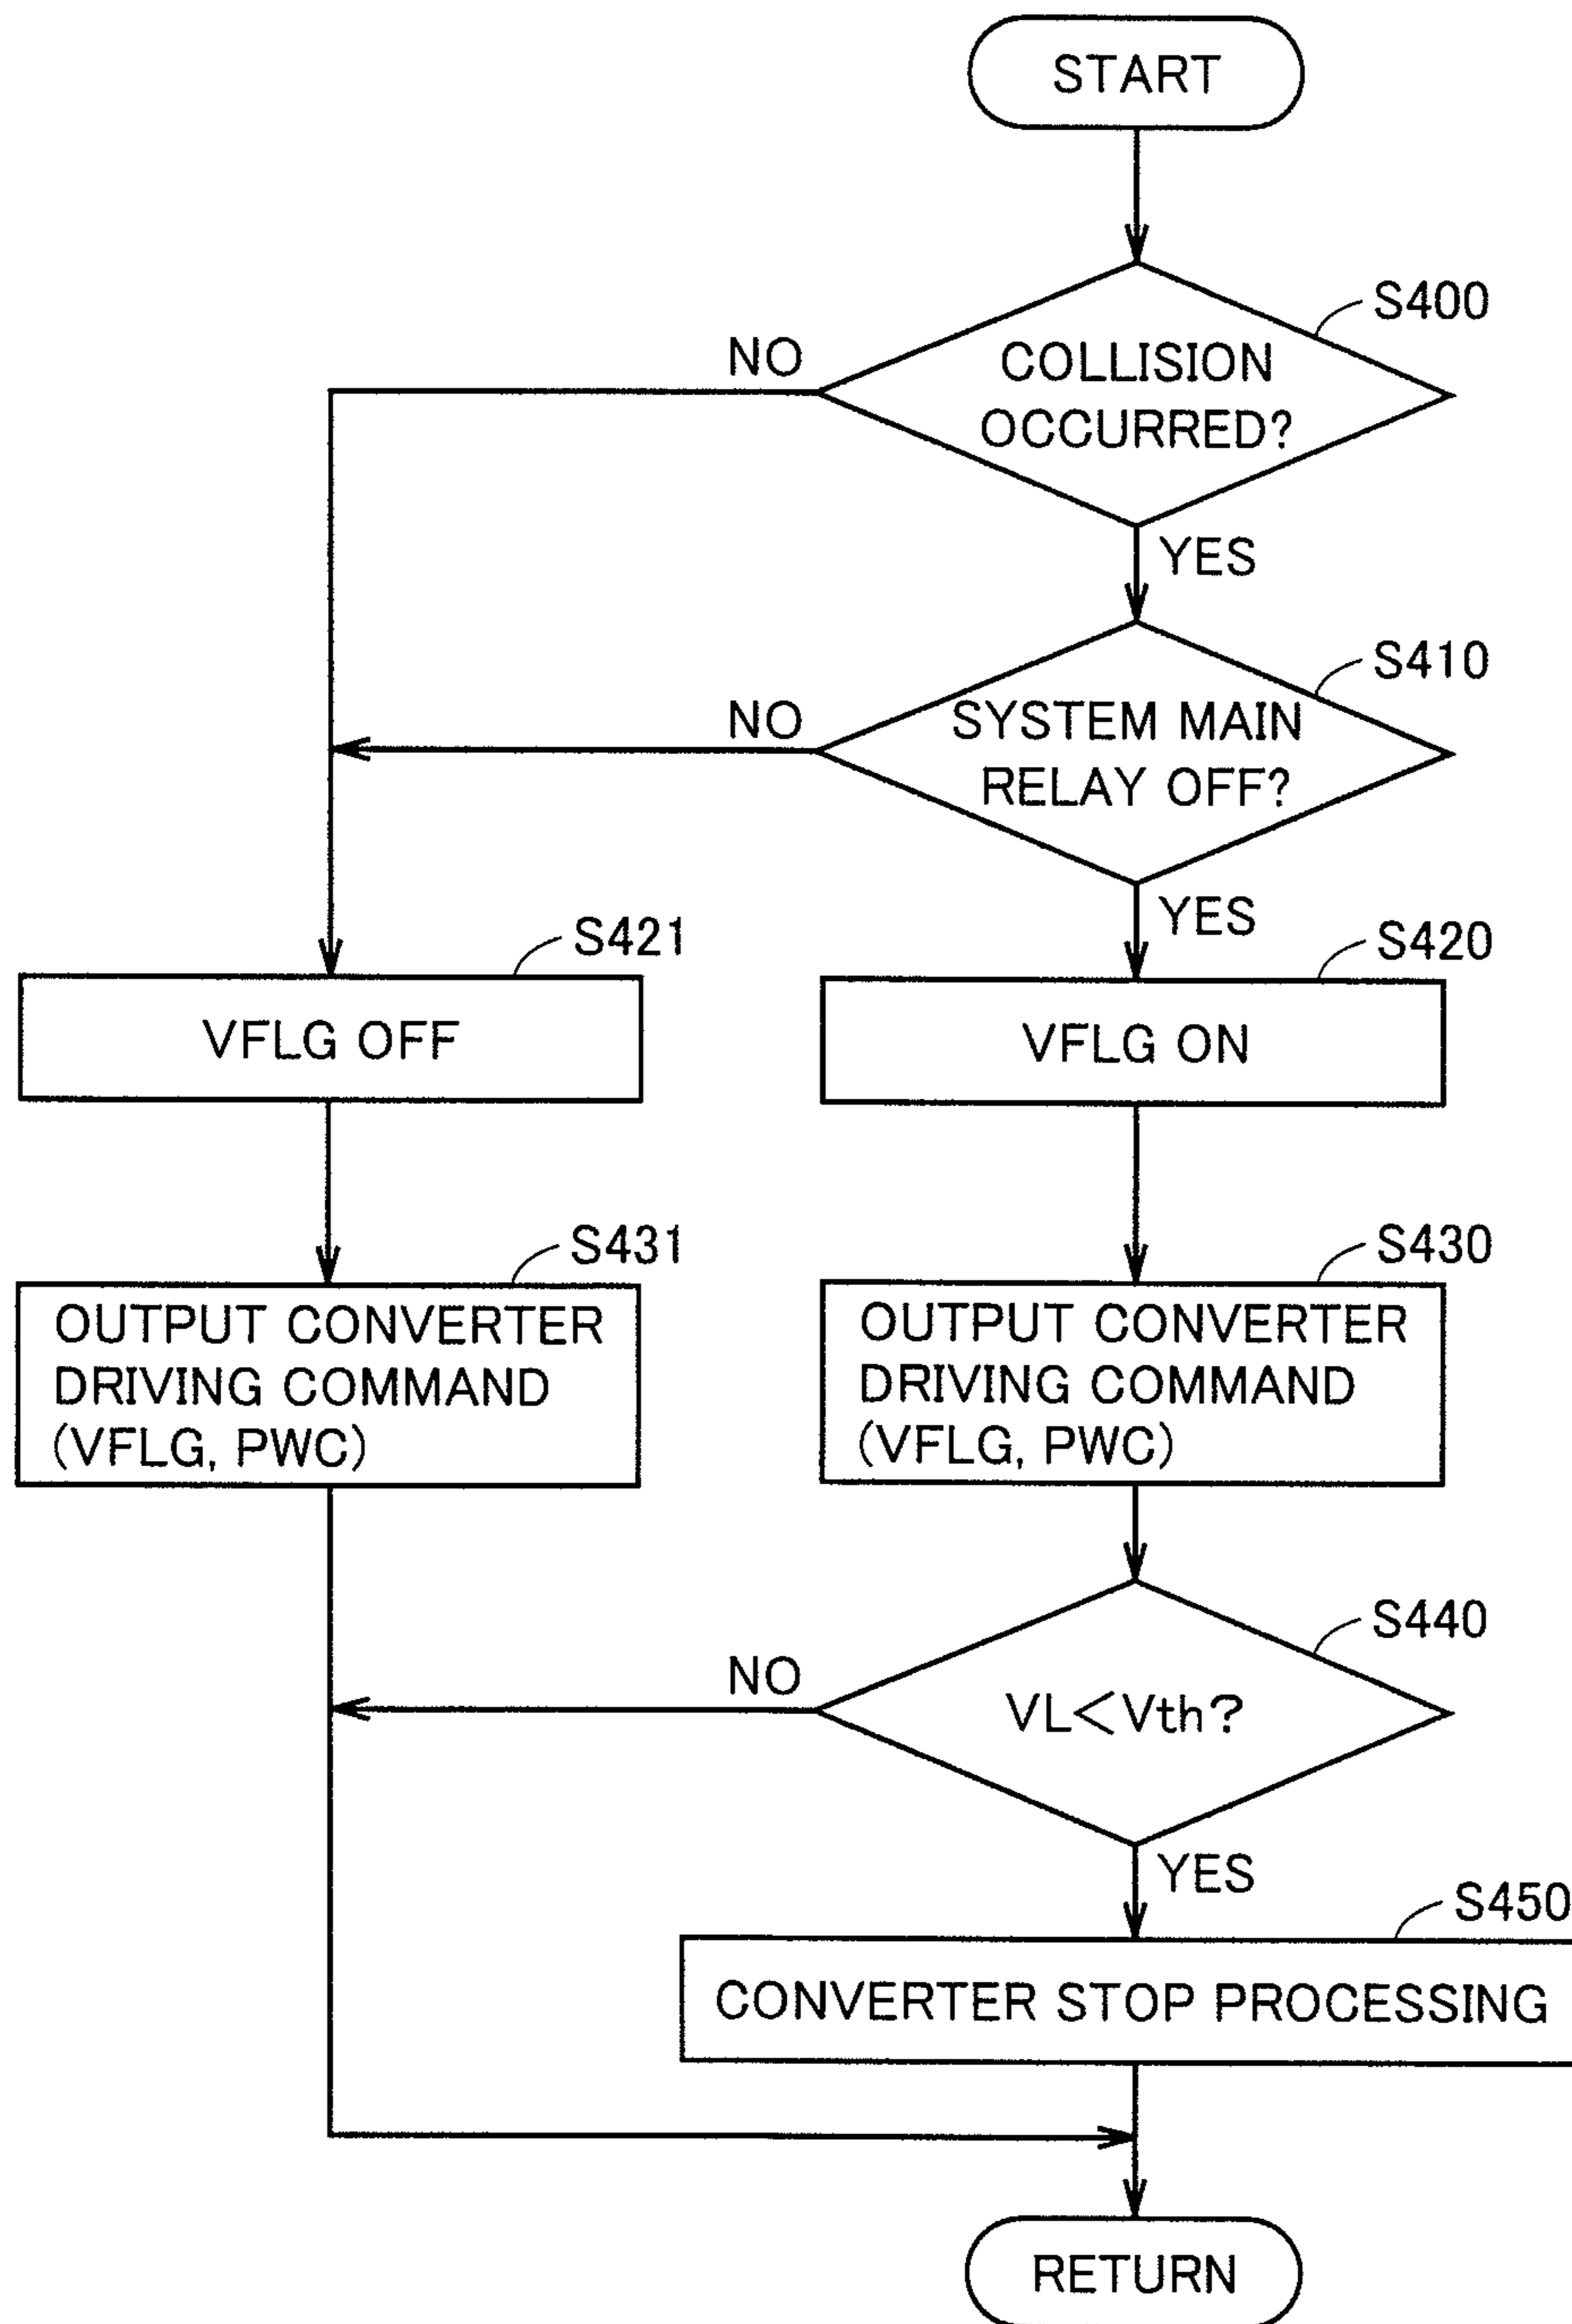 START
S400
COLLISION
OCCURRED?
NO
YES
S410
SYSTEM MAIN
RELAY OFF?
NO
YES
S421
VFLG OFF
S420
VFLG ON
S431
OUTPUT CONVERTER
DRIVING COMMAND
(VFLG, PWC)
S430
OUTPUT CONVERTER
DRIVING COMMAND
(VFLG, PWC)
S440
VL<Vth?
NO
YES
S450
CONVERTER STOP PROCESSING
RETURN